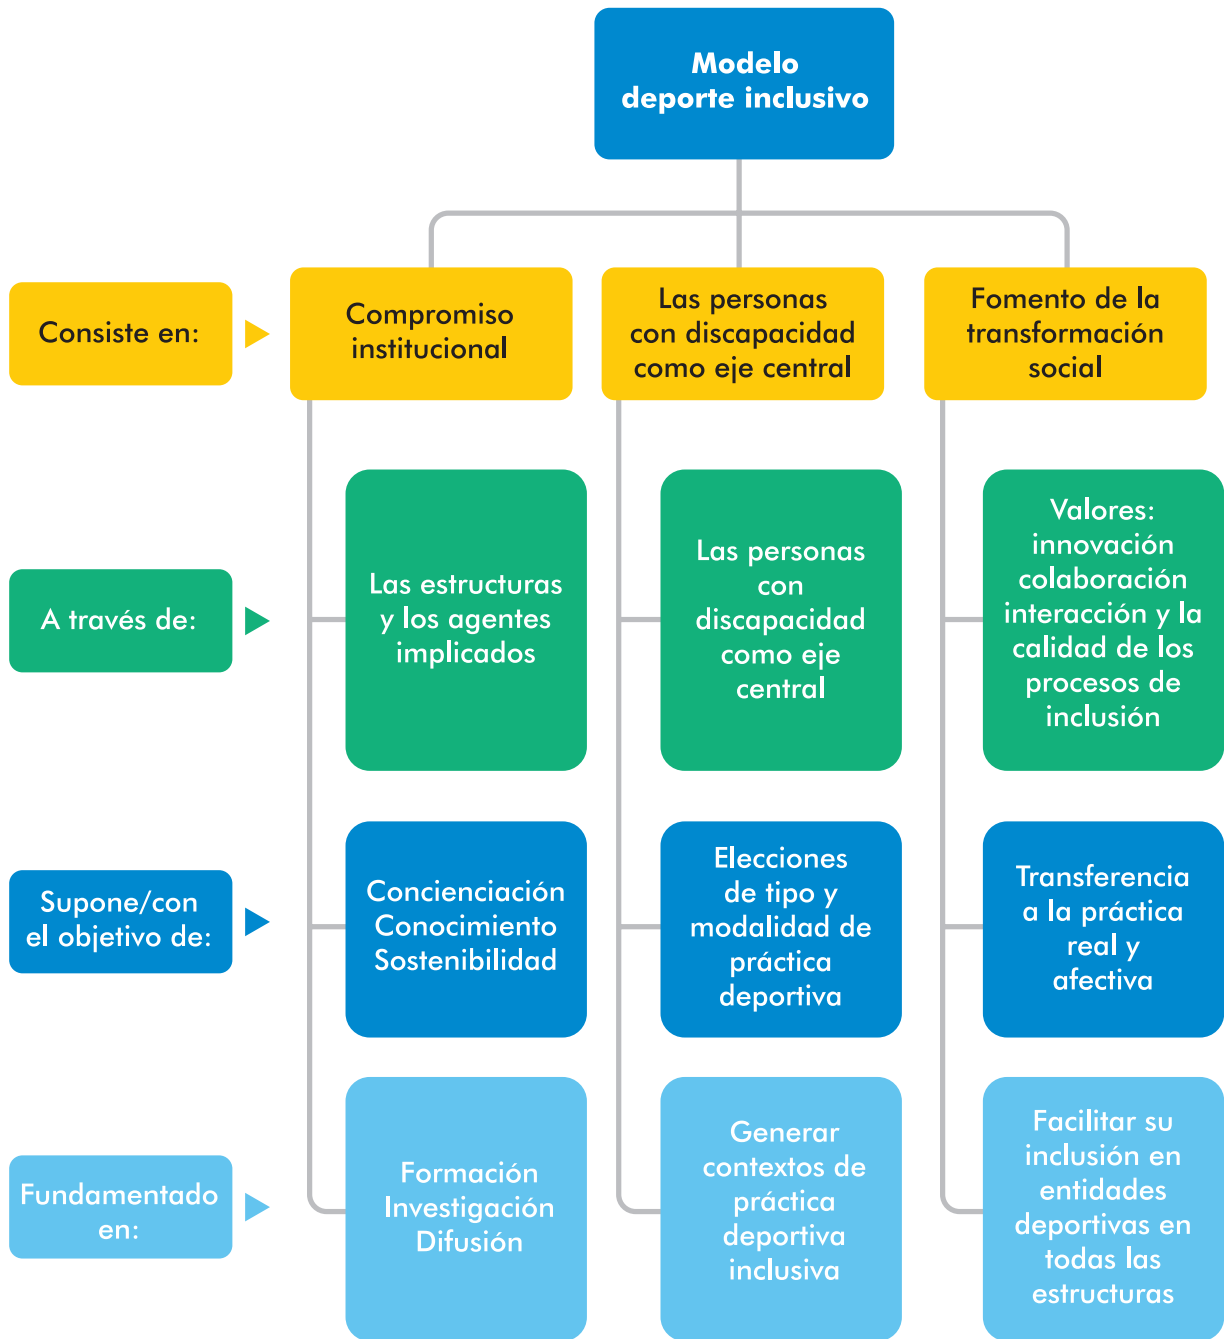 Modelo
deporte inclusivo
Consiste en:
Compromiso
institucional
Las personas
con discapacidad
como eje central
Fomento de la
transformación
social
A través de:
Las estructuras
y los agentes
implicados
Las personas
con
discapacidad
como eje
central
Valores:
innovación
colaboración
interacción y la
calidad de los
procesos de
inclusión
Supone/con
el objetivo de:
Concienciación
Conocimiento
Sostenibilidad
Elecciones
de tipo y
modalidad de
práctica
deportiva
Transferencia
a la práctica
real y
afectiva
Fundamentado
en:
Formación
Investigación
Difusión
Generar
contextos de
práctica
deportiva
inclusiva
Facilitar su
inclusión en
entidades
deportivas en
todas las
estructuras